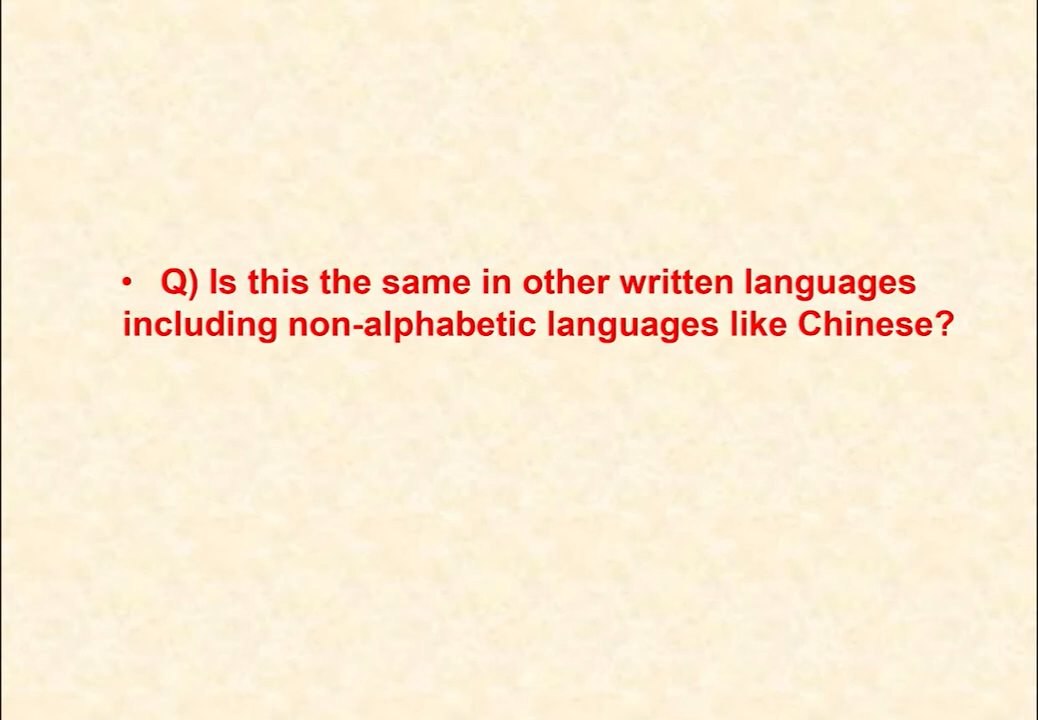 • Q) Is this the same in other written languages
including non-alphabetic languages like Chinese?